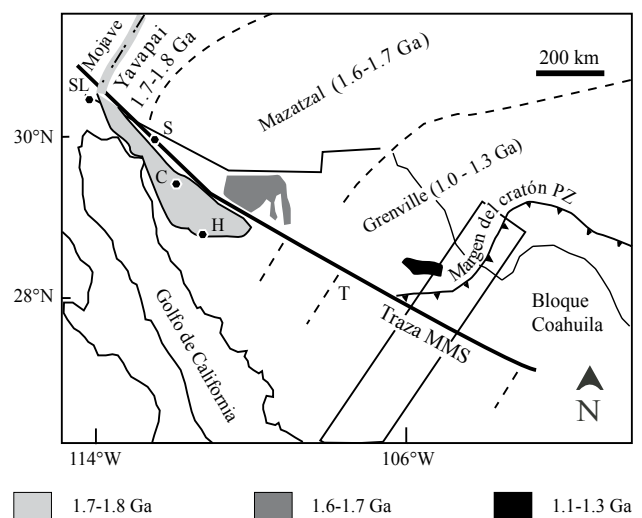 Mojave
Yavapai
1.7-1.8 Ga
Mazatzal (1.6-1.7 Ga)
200 km
SL
30°N
S
C
H
Grenville (1.0 - 1.3 Ga)
Margen del cratón PZ
28°N
T
Traza MMS
Bloque
Coahuila
Golfo de California
N
114°W
106°W
1.7-1.8 Ga
1.6-1.7 Ga
1.1-1.3 Ga